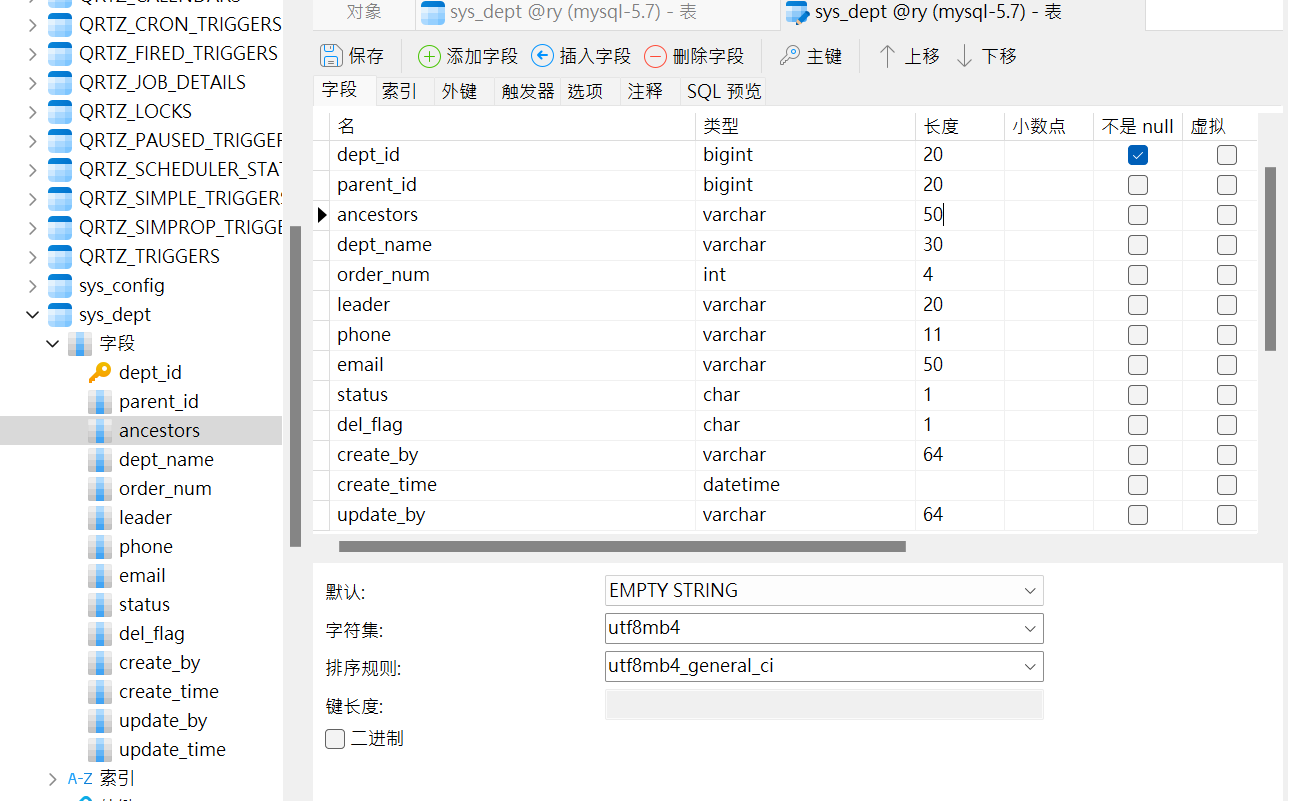 QRTZ_CRON_TRIGGERS
QRTZ_FIRED_TRIGGERS
QRTZ_JOB_DETAILS
QRTZ_LOCKS
QRTZ_PAUSED_TRIGGER
QRTZ_SCHEDULER_STAT
QRTZ_SIMPLE_TRIGGERS
QRTZ_SIMPROP_TRIGGE
QRTZ_TRIGGERS
sys_config
sys_dept
字段
dept_id
parent_id
ancestors
dept_name
order_num
leader
phone
email
status
del_flag
create_by
create_time
update_by
update_time
A-Z 索引
对象 sys_dept @ry (mysql-5.7) - 表 sys_dept @ry (mysql-5.7) - 表
保存 添加字段 插入字段 删除字段 主键 上移 下移
字段 索引 外键 触发器 选项 注释 SQL 预览
名 类型 长度 小数点 不是 null 虚拟
dept_id bigint 20
parent_id bigint 20
ancestors varchar 50
dept_name varchar 30
order_num int 4
leader varchar 20
phone varchar 11
email varchar 50
status char 1
del_flag char 1
create_by varchar 64
create_time datetime
update_by varchar 64
默认: EMPTY STRING
字符集: utf8mb4
排序规则: utf8mb4_general_ci
键长度:
二进制